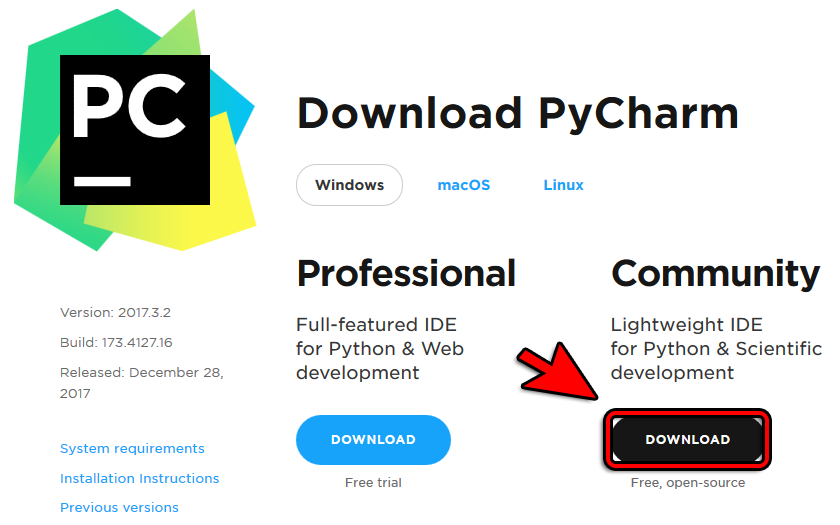 PC
Download PyCharm
Windows
macOS
Linux
Professional
Full-featured IDE
for Python & Web
development
DOWNLOAD
Free trial
Community
Lightweight IDE
for Python & Scientific
development
DOWNLOAD
Free, open-source
Version: 2017.3.2
Build: 173.4127.16
Released: December 28,
2017
System requirements
Installation Instructions
Previous versions